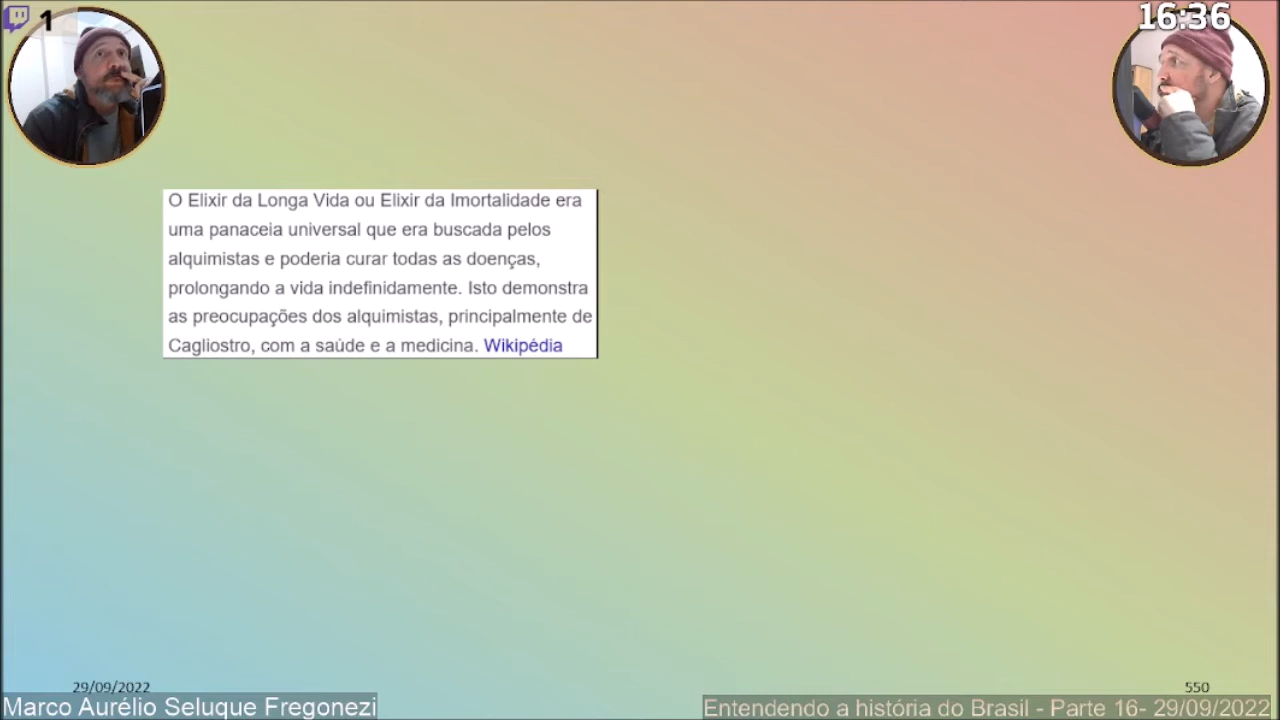 1
16:36
O Elixir da Longa Vida ou Elixir da Imortalidade era
uma panaceia universal que era buscada pelos
alquimistas e poderia curar todas as doenças,
prolongando a vida indefinidamente. Isto demonstra
as preocupações dos alquimistas, principalmente de
Cagliostro, com a saúde e a medicina. Wikipédia
29/09/2022
550
Marco Aurélio Seluque Fregonezi
Entendendo a história do Brasil - Parte 16- 29/09/2022